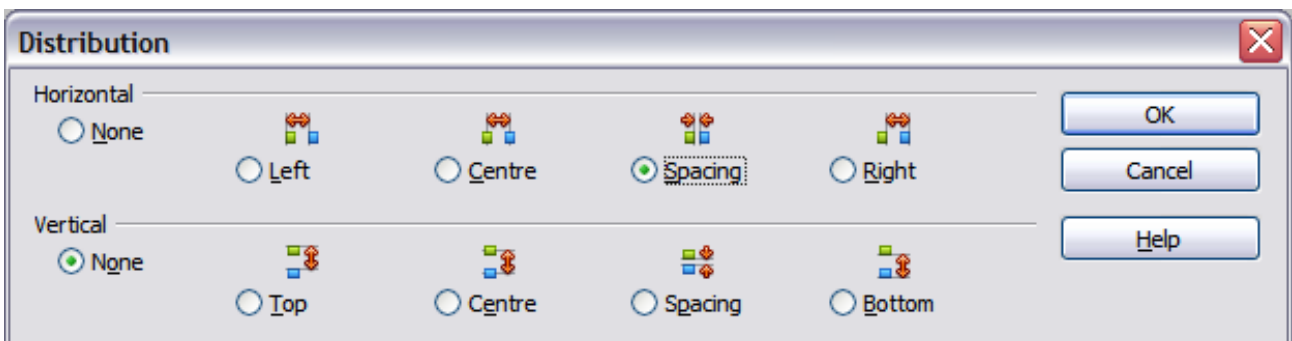 Distribution
Horizontal
None
Left
Centre
Spacing
Right
Vertical
None
Top
Centre
Spacing
Bottom
OK
Cancel
Help